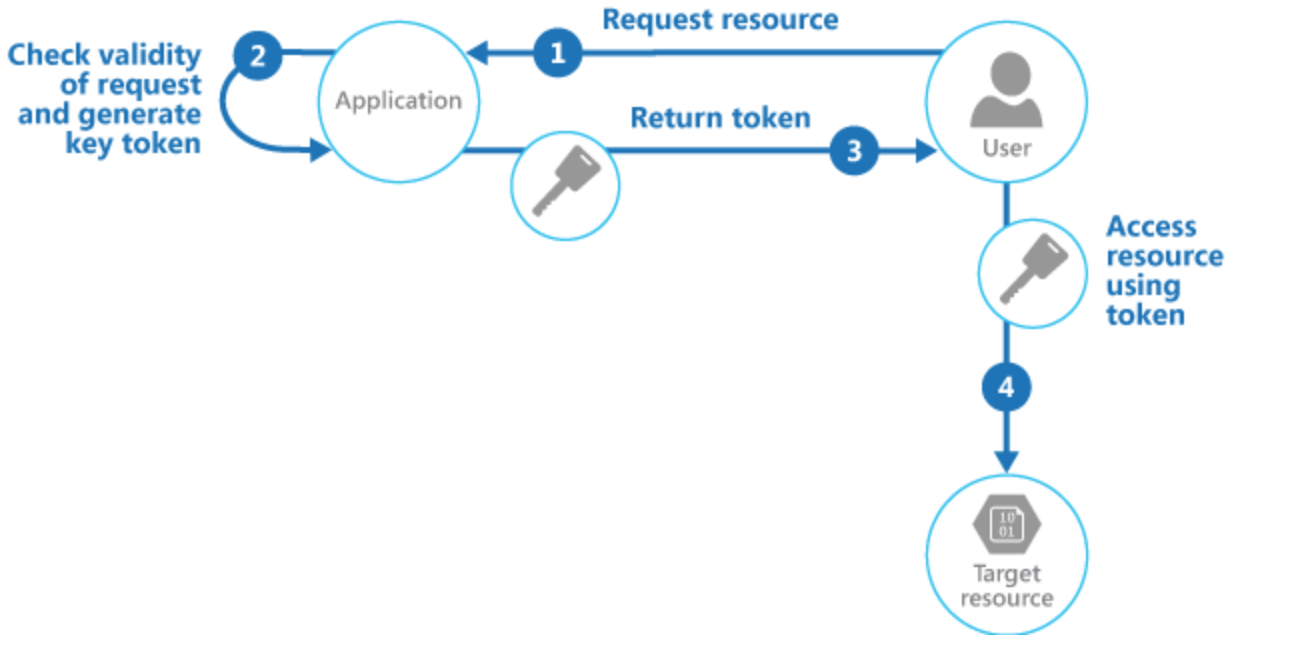 Request resource
1
2
Check validity
of request
and generate
key token
Application
User
Return token
3
Access
resource
using
token
4
10
01
Target
resource